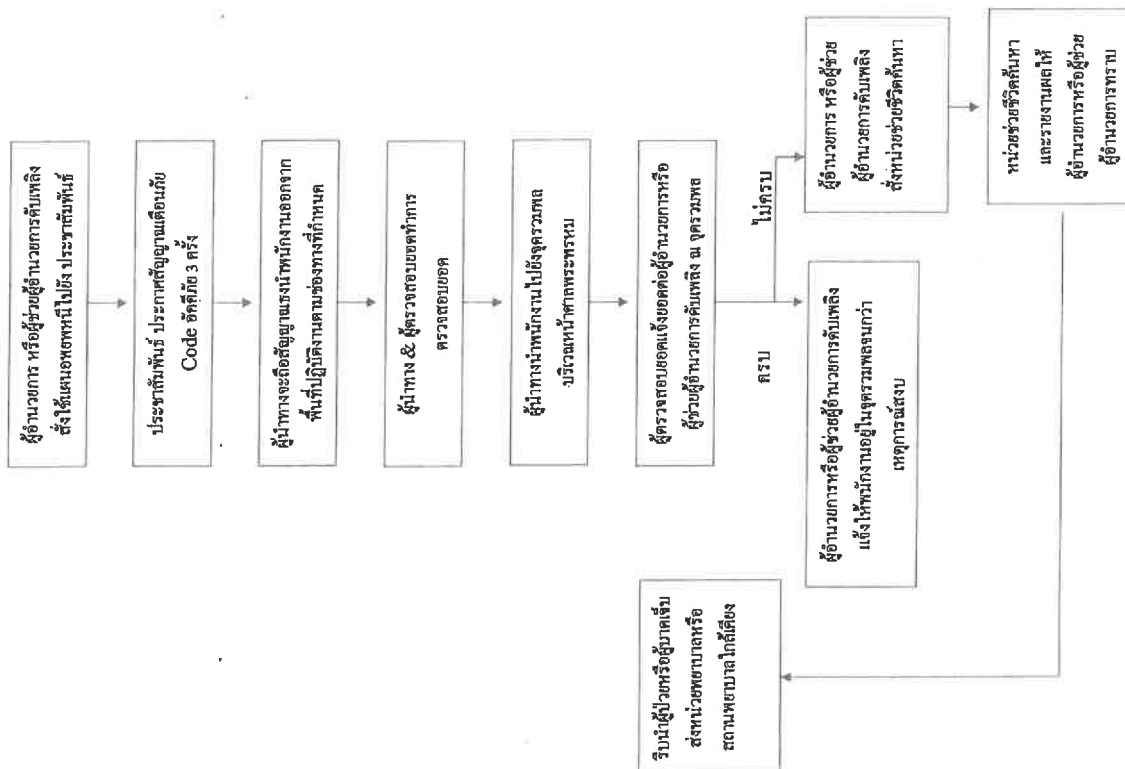 ผู้อำนวยการ หรือผู้ช่วยผู้อำนวยการดับเพลิง
สั่งใช้แผนอพยพหนีไปยัง ประชาสัมพันธ์
ประชาสัมพันธ์ ประกาศสัญญาณเตือนภัย
Code อัคคีภัย 3 ครั้ง
ผู้นำทางจะถือสัญญาณธงนำพนักงานออกจาก
พื้นที่ปฏิบัติงานตามช่องทางที่กำหนด
ผู้นำทาง & ผู้ตรวจสอบยอดทำการ
ตรวจสอบยอด
ผู้นำทางนำพนักงานไปยังจุดรวมพล
บริเวณหน้าศาลพระพรหม
ผู้ตรวจสอบยอดแจ้งยอดต่อผู้อำนวยการหรือ
ผู้ช่วยผู้อำนวยการดับเพลิง ณ จุดรวมพล
ครบ
ไม่ครบ
ผู้อำนวยการหรือผู้ช่วยผู้อำนวยการดับเพลิง
แจ้งให้พนักงานอยู่ในจุดรวมพลจนกว่า
เหตุการณ์สงบ
ผู้อำนวยการ หรือผู้ช่วย
ผู้อำนวยการดับเพลิง
สั่งหน่วยช่วยชีวิตค้นหา
หน่วยช่วยชีวิตค้นหา
และรายงานผลให้
ผู้อำนวยการหรือผู้ช่วย
ผู้อำนวยการทราบ
รีบนำผู้ป่วยหรือผู้บาดเจ็บ
ส่งหน่วยพยาบาลหรือ
สถานพยาบาลใกล้เคียง